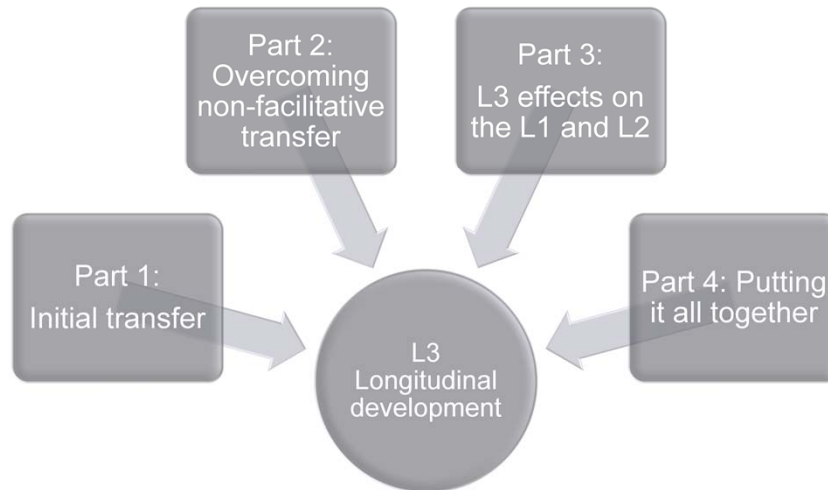 Part 1:
Initial transfer
Part 2:
Overcoming
non-facilitative
transfer
Part 3:
L3 effects on
the L1 and L2
Part 4: Putting
it all together
L3
Longitudinal
development